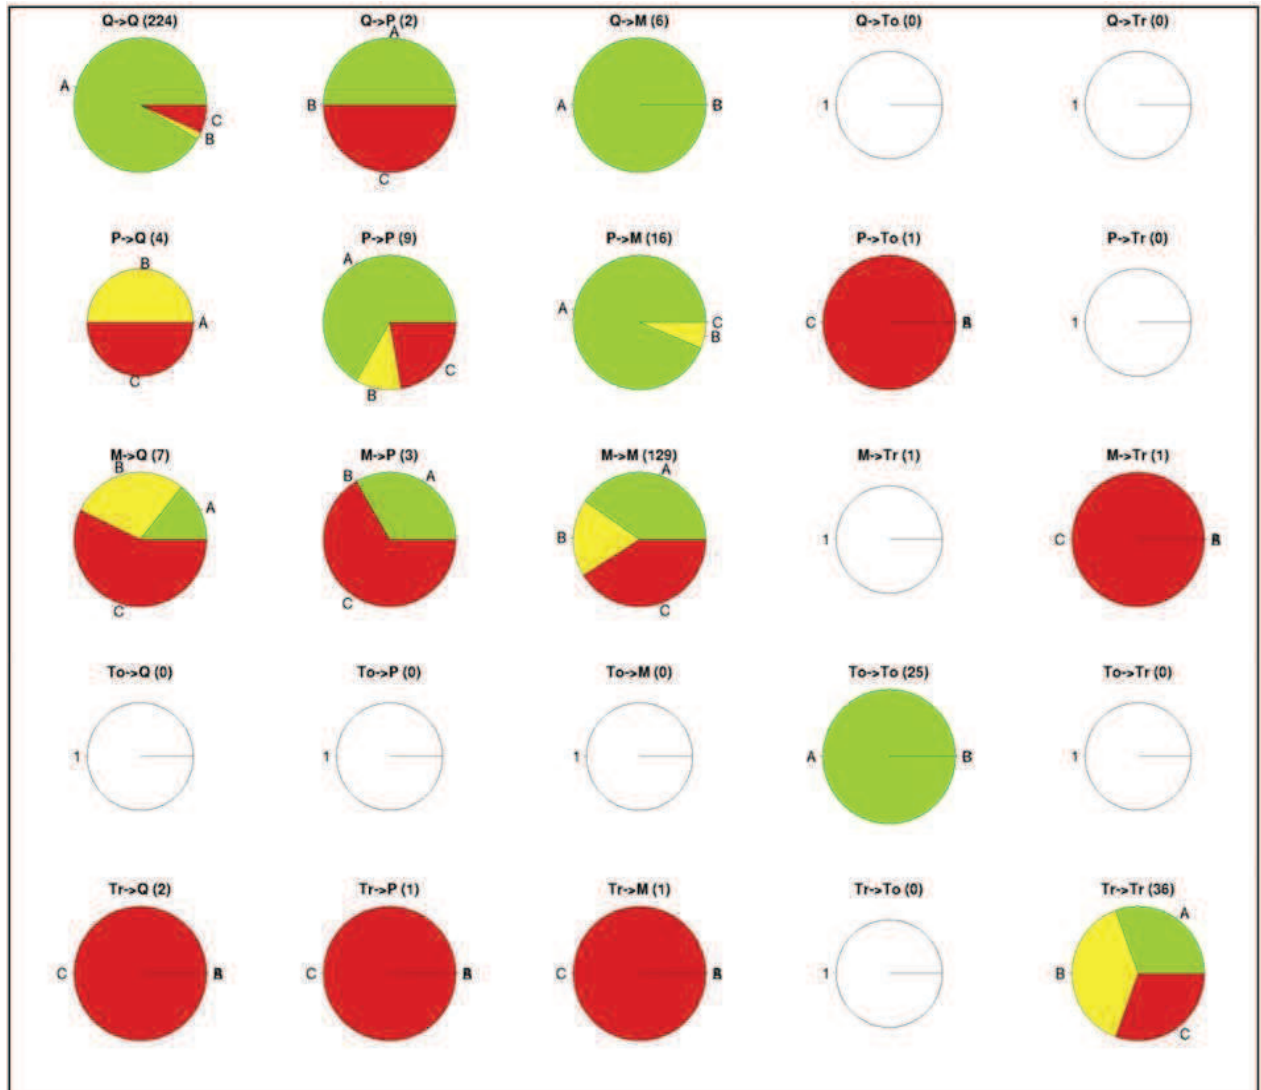 Q->Q (224) Q->P (2) Q->M (6) Q->To (0) Q->Tr (0)
A C B A B C A B 1 1
P->Q (4) P->P (9) P->M (16) P->To (1) P->Tr (0)
B A C A B C A C B C 1
M->Q (7) M->P (3) M->M (129) M->Tr (1) M->Tr (1)
B A C B A C A B C 1 C
To->Q (0) To->P (0) To->M (0) To->To (25) To->Tr (0)
1 1 1 A B 1
Tr->Q (2) Tr->P (1) Tr->M (1) Tr->To (0) Tr->Tr (36)
C C C 1 A B C